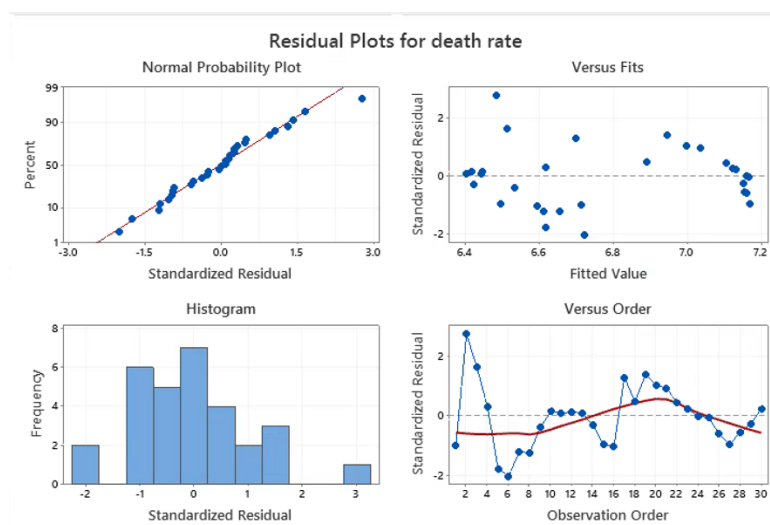 Residual Plots for death rate
Normal Probability Plot
99
90
50
10
1
Percent
-3.0 -1.5 0.0 1.5 3.0
Standardized Residual
Versus Fits
2
0
-2
Standardized Residual
6.4 6.6 6.8 7.0 7.2
Fitted Value
Histogram
8
6
4
2
0
Frequency
-2 -1 0 1 2 3
Standardized Residual
Versus Order
2
0
-2
Standardized Residual
2 4 6 8 10 12 14 16 18 20 22 24 26 28 30
Observation Order